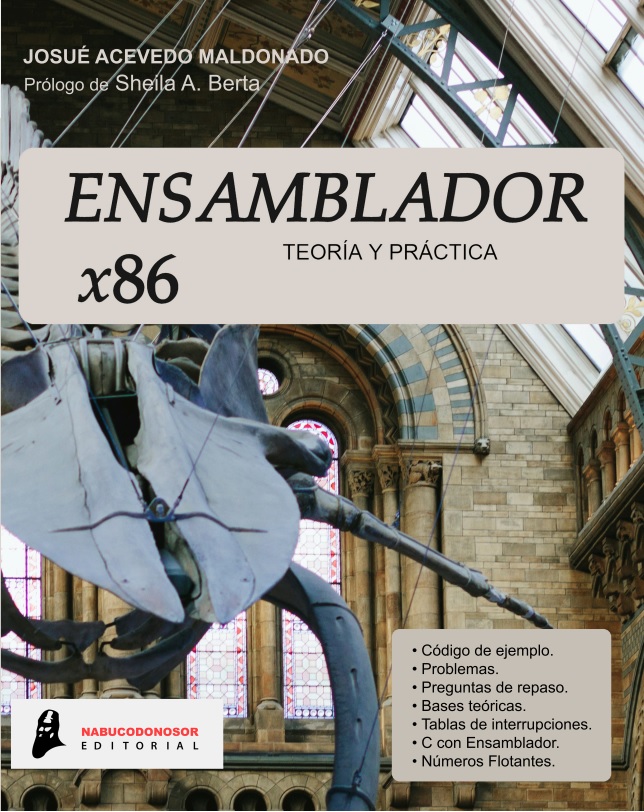 JOSUÉ ACEVEDO MALDONADO
Prólogo de Sheila A. Berta
ENSAMBLADOR
TEORÍA Y PRÁCTICA
x86
• Código de ejemplo.
• Problemas.
• Preguntas de repaso.
• Bases teóricas.
• Tablas de interrupciones.
• C con Ensamblador.
• Números Flotantes.
NABUCODONOSOR
EDITORIAL